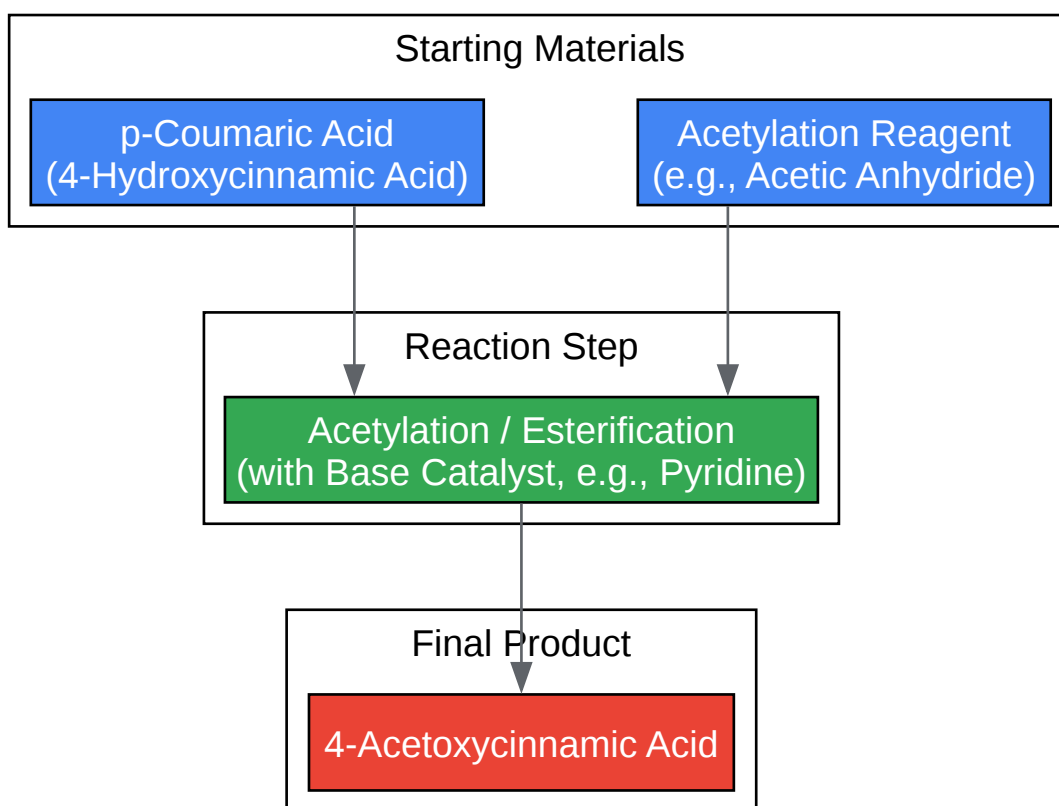 Starting Materials
p-Coumaric Acid
(4-Hydroxycinnamic Acid)
Acetylation Reagent
(e.g., Acetic Anhydride)
Reaction Step
Acetylation / Esterification
(with Base Catalyst, e.g., Pyridine)
Final Product
4-Acetoxycinnamic Acid